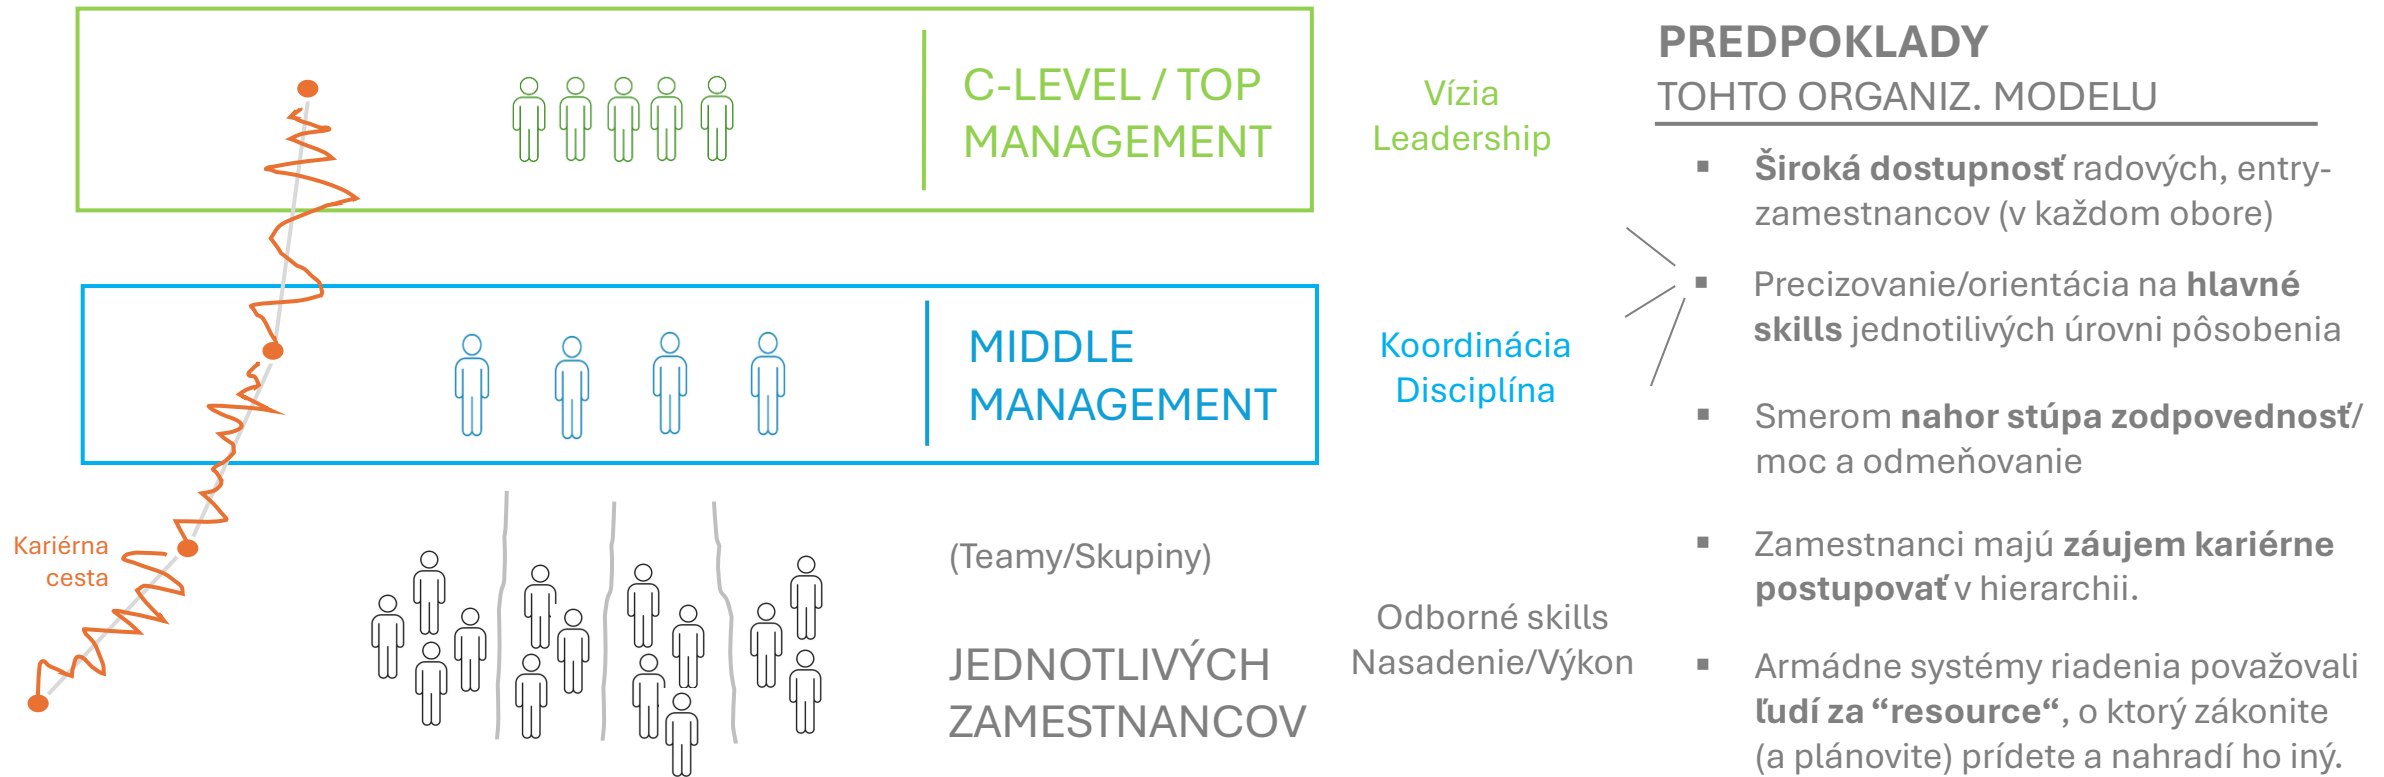 C-LEVEL / TOP
MANAGEMENT
Vízia
Leadership
MIDDLE
MANAGEMENT
Koordinácia
Disciplína
Kariérna
cesta
(Teamy/Skupiny)
JEDNOTLIVÝCH
ZAMESTNANCOV
Odborné skills
Nasadenie/Výkon
PREDPOKLADY
TOHTO ORGANIZ. MODELU
▪ Široká dostupnosť radových, entry-
zamestnancov (v každom obore)
▪ Precizovanie/orientácia na hlavné
skills jednotilivých úrovni pôsobenia
▪ Smerom nahor stúpa zodpovednosť/
moc a odmeňovanie
▪ Zamestnanci majú záujem kariérne
postupovať v hierarchii.
▪ Armádne systémy riadenia považovali
ľudí za “resource“, o ktorý zákonite
(a plánovite) prídete a nahradí ho iný.